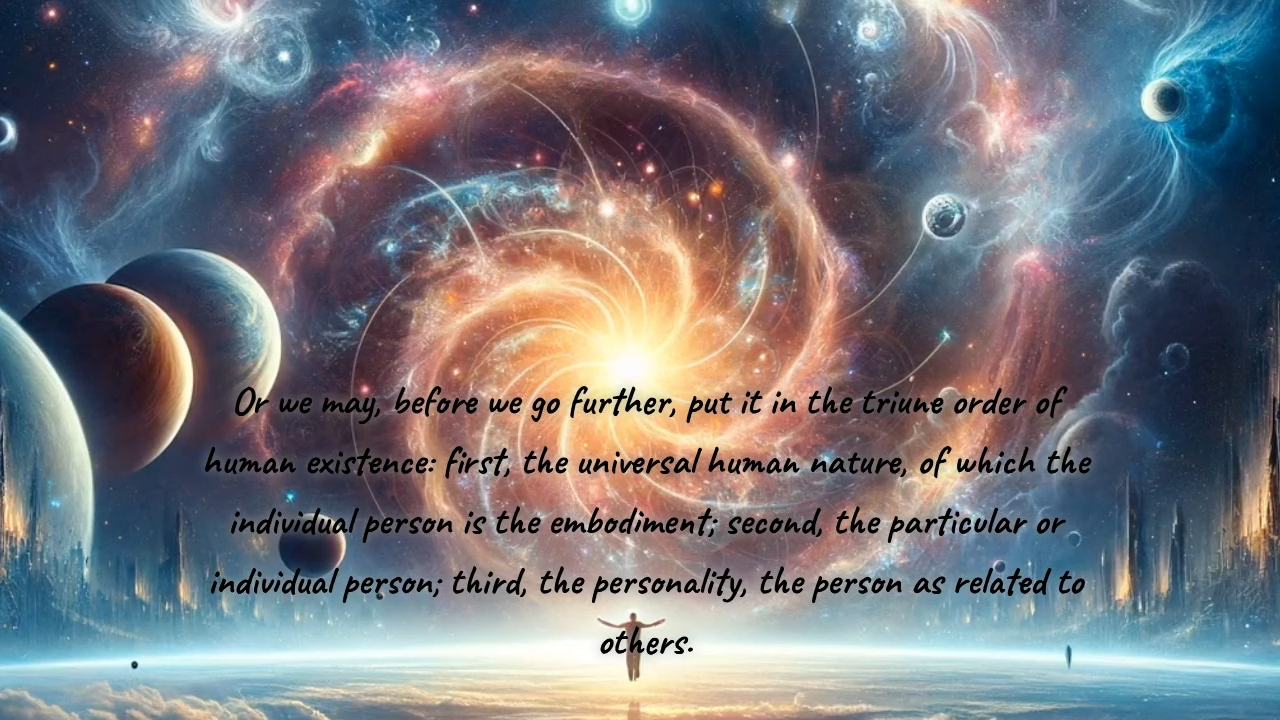 Or we may, before we go further, put it in the triune order of
human existence: first, the universal human nature, of which the
individual person is the embodiment; second, the particular or
individual person; third, the personality, the person as related to
others.